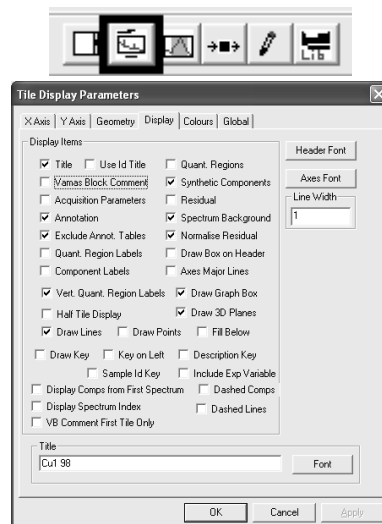 Lib
Tile Display Parameters
X Axis Y Axis Geometry Display Colours Global
Display Items
Title Use Id Title Quant. Regions
Vamas Block Comment Synthetic Components
Acquisition Parameters Residual
Annotation Spectrum Background
Exclude Annot. Tables Normalise Residual
Quant. Region Labels Draw Box on Header
Component Labels Axes Major Lines
Vert. Quant. Region Labels Draw Graph Box
Half Tile Display Draw 3D Planes
Draw Lines Draw Points Fill Below
Draw Key Key on Left Description Key
Sample Id Key Include Exp Variable
Display Comps from First Spectrum Dashed Comps
Display Spectrum Index Dashed Lines
VB Comment First Tile Only
Header Font
Axes Font
Line Width
1
Title
Cu1 98 Font
OK Cancel Apply